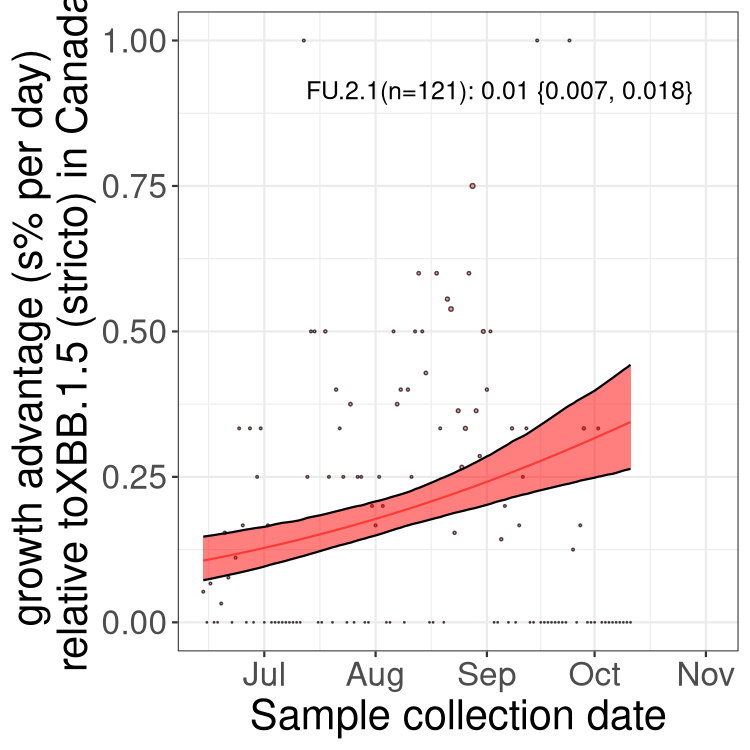 growth advantage (s% per day)
relative toXBB.1.5 (stricto) in Canada
1.00
0.75
0.50
0.25
0.00
FU.2.1(n=121): 0.01 {0.007, 0.018}
Jul Aug Sep Oct Nov
Sample collection date